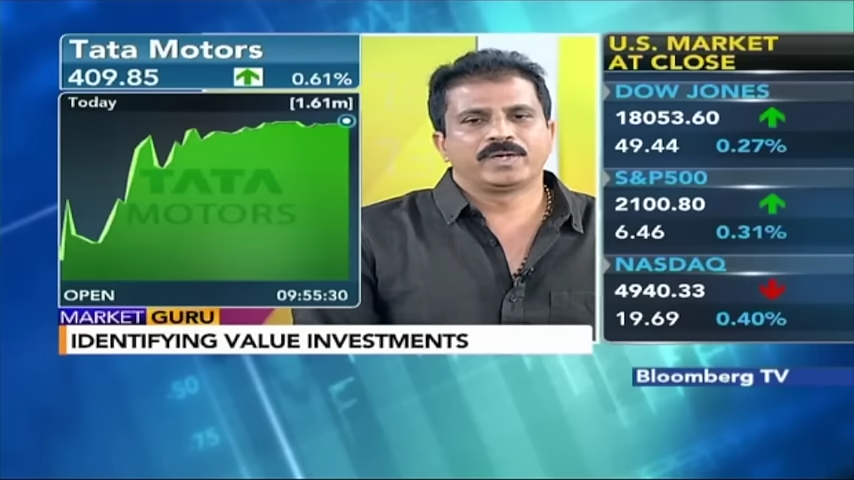 Tata Motors
409.85 0.61%
Today [1.61m]
TATA
MOTORS
OPEN 09:55:30
MARKET GURU
IDENTIFYING VALUE INVESTMENTS
U.S. MARKET
AT CLOSE
DOW JONES
18053.60
49.44 0.27%
S&P500
2100.80
6.46 0.31%
NASDAQ
4940.33
19.69 0.40%
Bloomberg TV
-50
-75